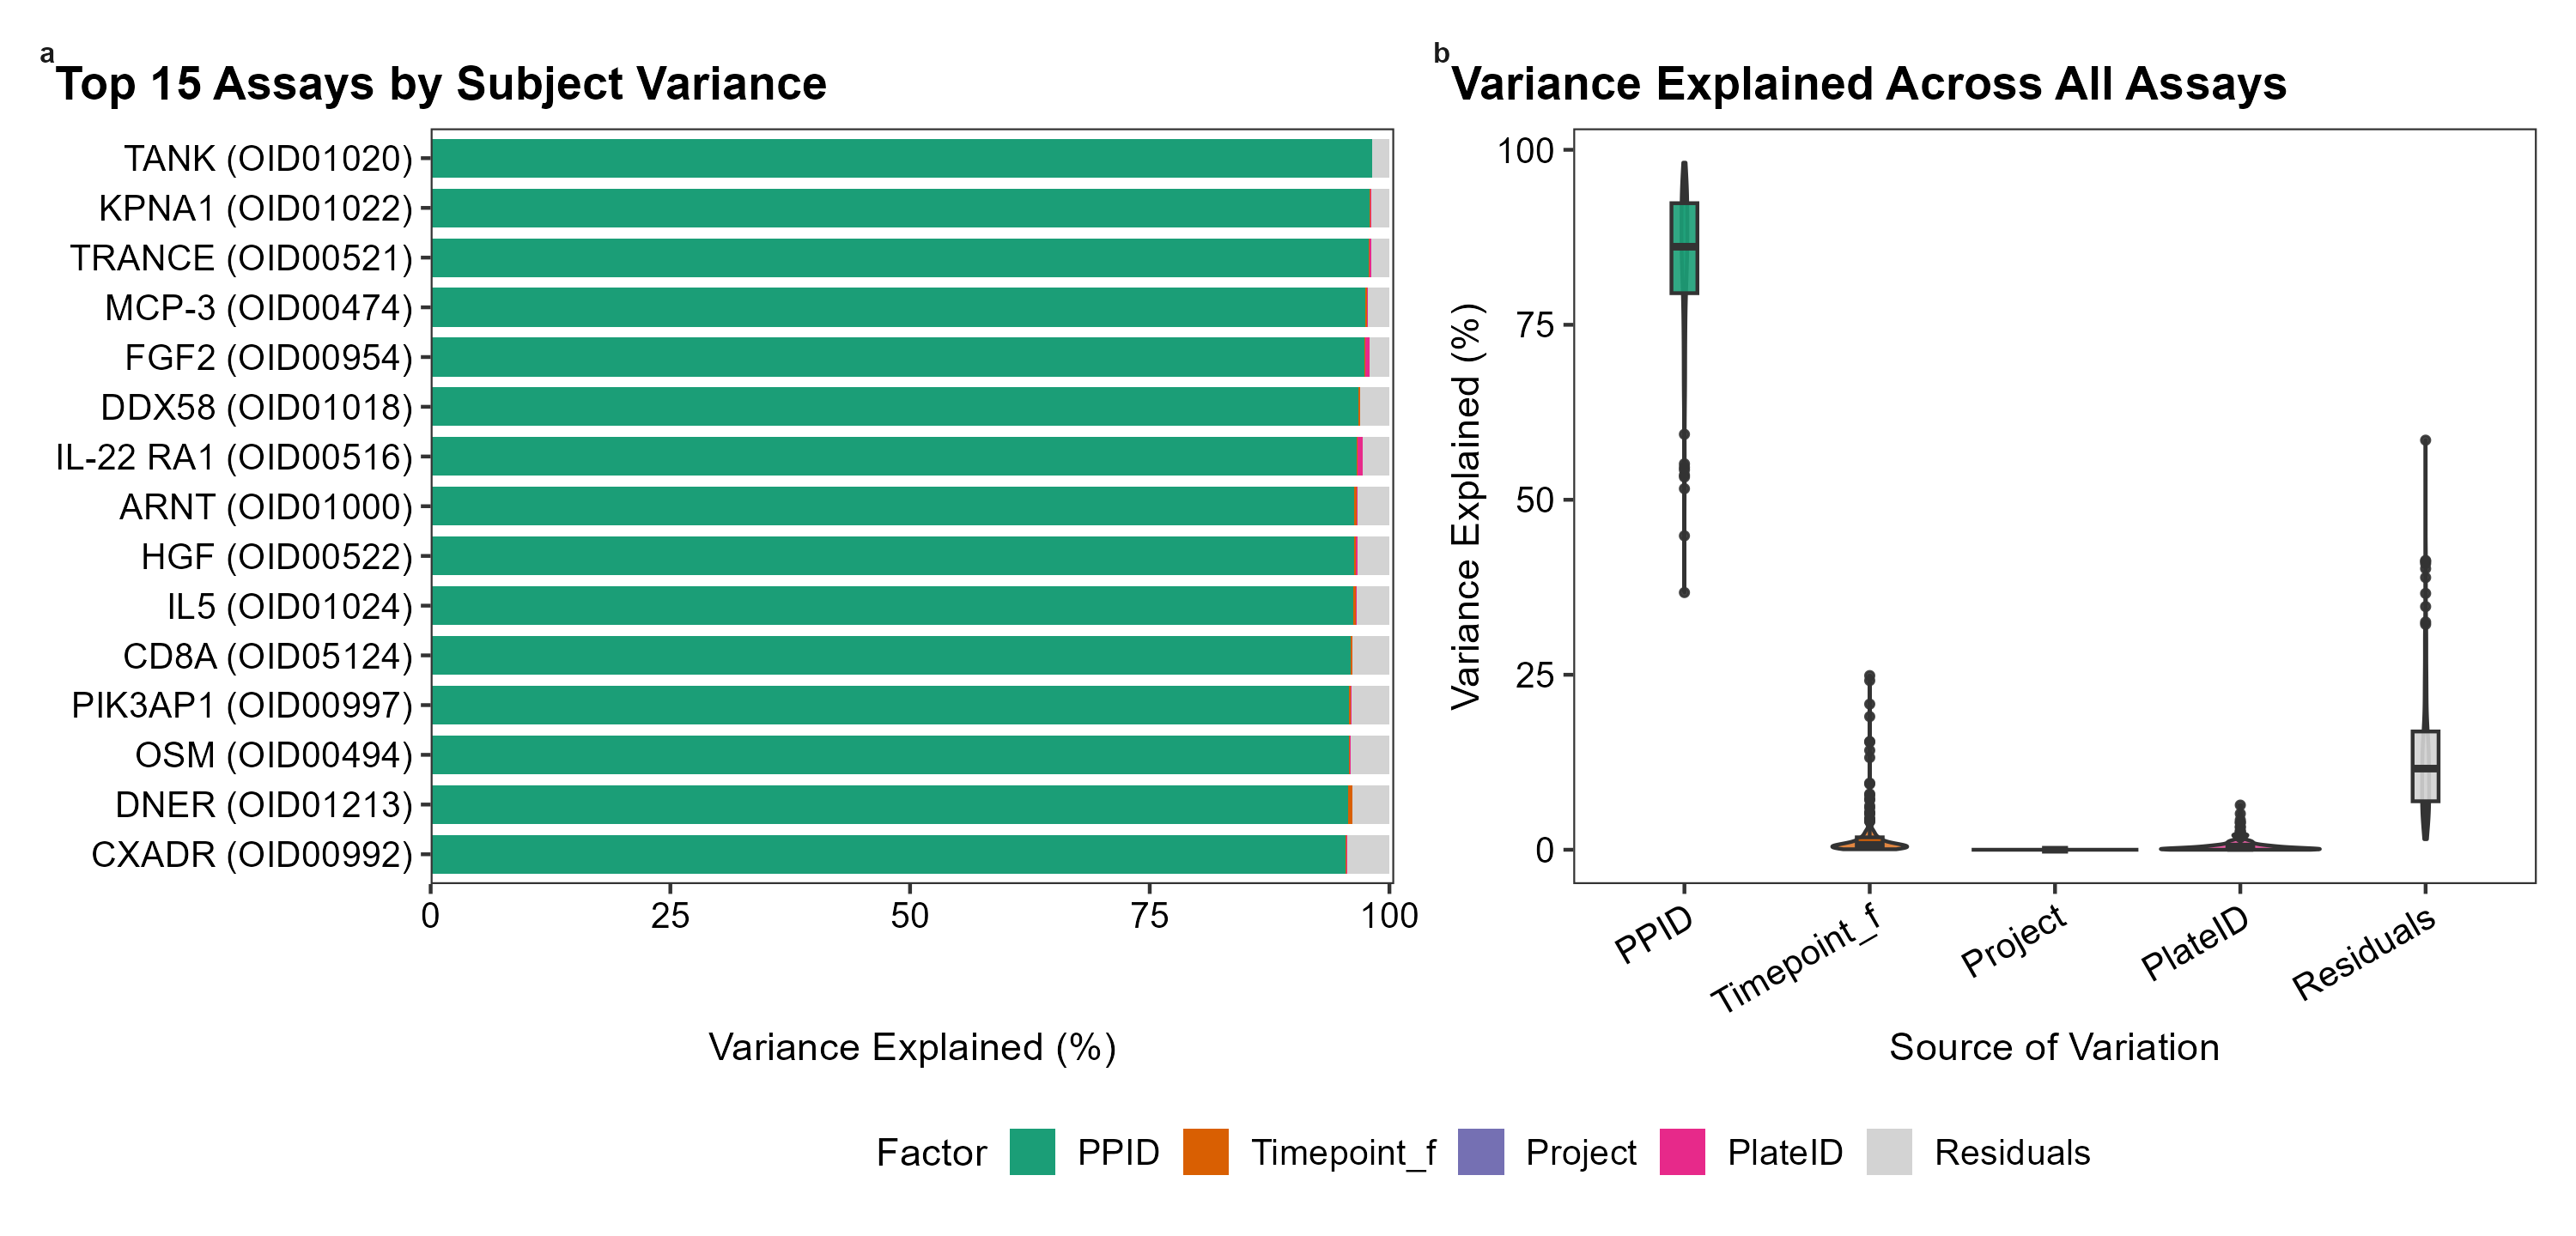 a
Top 15 Assays by Subject Variance
TANK (OID01020)
KPNA1 (OID01022)
TRANCE (OID00521)
MCP-3 (OID00474)
FGF2 (OID00954)
DDX58 (OID01018)
IL-22 RA1 (OID00516)
ARNT (OID01000)
HGF (OID00522)
IL5 (OID01024)
CD8A (OID05124)
PIK3AP1 (OID00997)
OSM (OID00494)
DNER (OID01213)
CXADR (OID00992)
0 25 50 75 100
Variance Explained (%)
b
Variance Explained Across All Assays
Variance Explained (%)
100
75
50
25
0
PPID
Timepoint_f
Project
PlateID
Residuals
Source of Variation
Factor PPID Timepoint_f Project PlateID Residuals